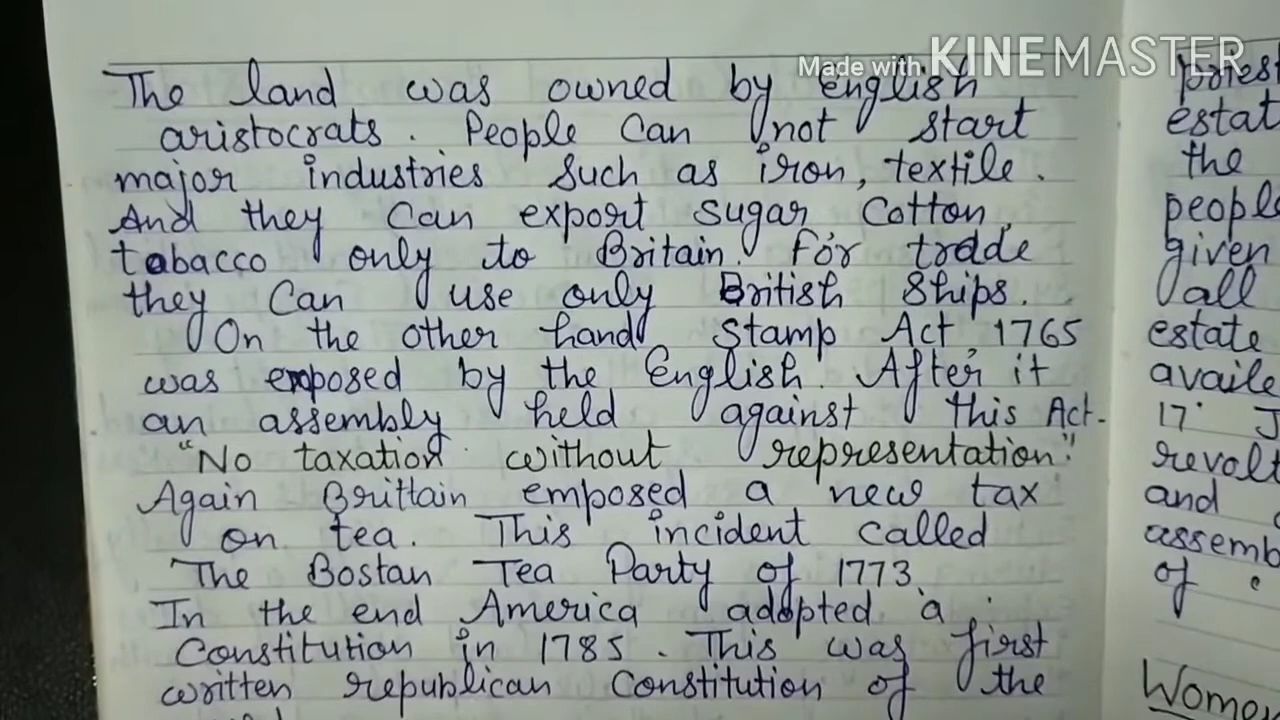 Made with KINEMASTER
The land was owned by English
aristocrats. People can not start
major industries such as iron, textile.
And they can export sugar cotton,
tobacco only to Britain. For trade
they can use only British ships.
On the other hand Stamp Act, 1765
was emposed by the English. After it
an assembly held against this Act.
"No taxation without representation."
Again Brittain emposed a new tax
on tea. This incident called
The Bostan Tea Party of 1773.
In the end America adopted a
Constitution in 1785. This was first
written republican Constitution of the
priest
estat
the
people
given
all
estate
availe
17 J
revolt
and
assemb
of
Women